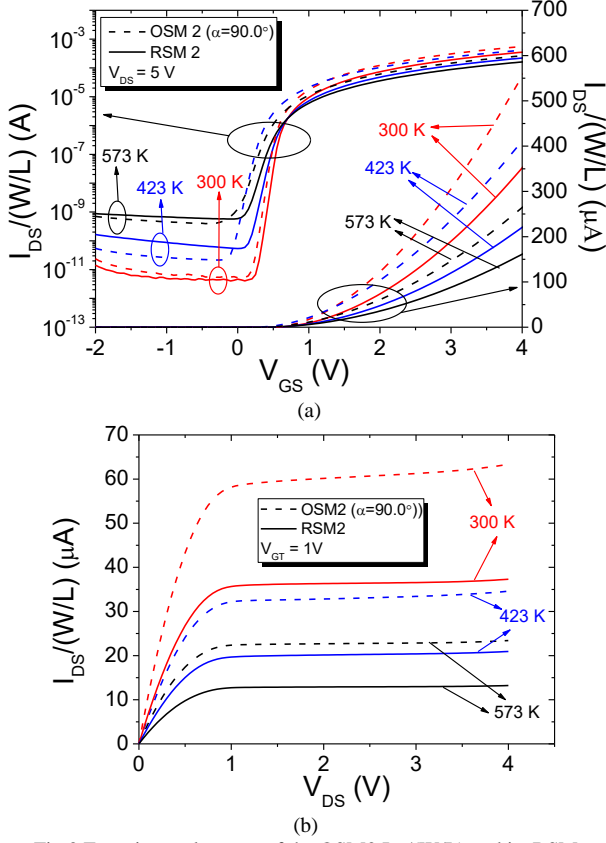 10⁻³
10⁻⁵
10⁻⁷
10⁻⁹
10⁻¹¹
10⁻¹³
I_DS/(W/L) (A)
OSM 2 (α=90.0°)
RSM 2
V_DS = 5 V
573 K
423 K
300 K
300 K
423 K
573 K
700
600
500
400
300
200
100
0
I_DS/(W/L) (µA)
-2 -1 0 1 2 3 4
V_GS (V)
(a)
70
60
50
40
30
20
10
0
I_DS/(W/L) (µA)
OSM2 (α=90.0°))
RSM2
V_GT = 1V
300 K
423 K
573 K
0 1 2 3 4
V_DS (V)
(b)